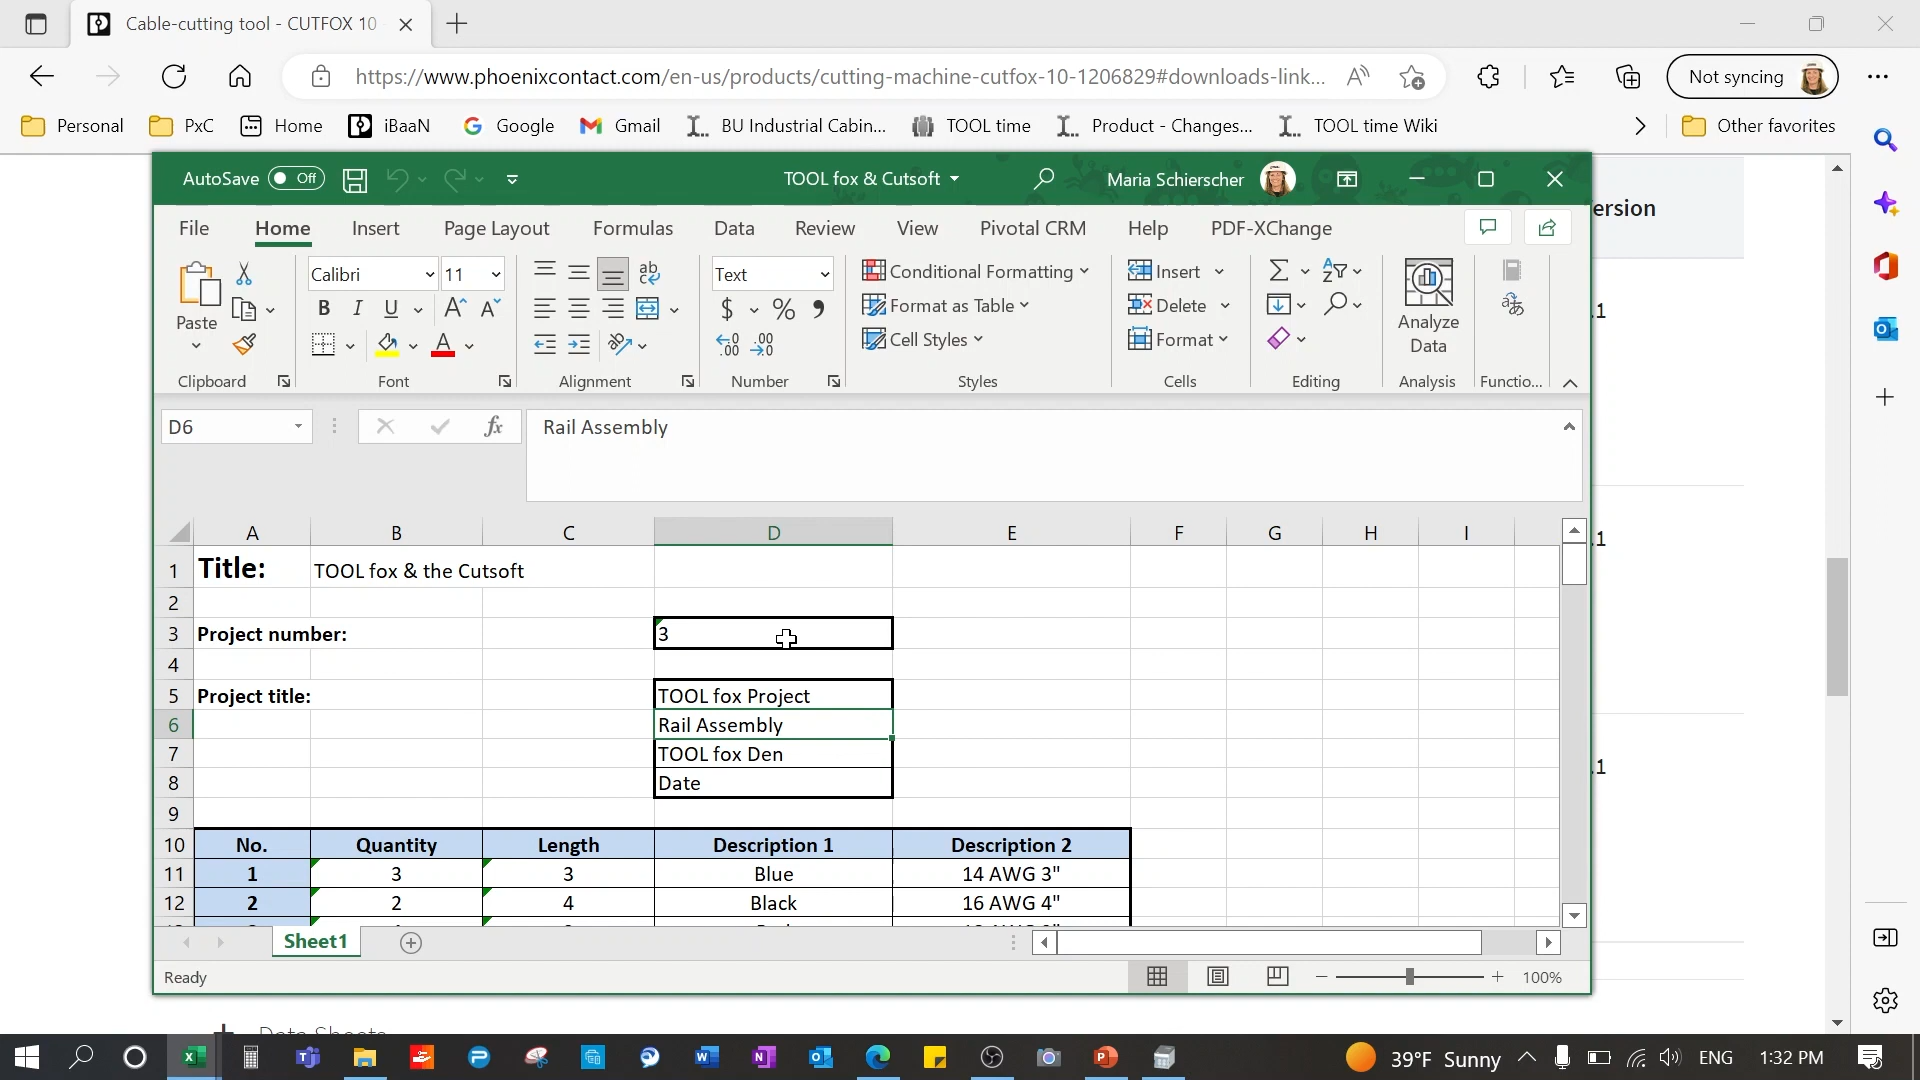 Cable-cutting tool - CUTFOX 10
https://www.phoenixcontact.com/en-us/products/cutting-machine-cutfox-10-1206829#downloads-link...
Not syncing
Personal
PxC
Home
iBaaN
Google
Gmail
BU Industrial Cabin...
TOOL time
Product - Changes...
TOOL time Wiki
Other favorites
AutoSave Off
TOOL fox & Cutsoft
Maria Schierscher
ersion
File Home Insert Page Layout Formulas Data Review View Pivotal CRM Help PDF-XChange
Paste
Clipboard
Calibri 11
B I U
Font
Alignment
Text
Number
Conditional Formatting
Format as Table
Cell Styles
Styles
Insert
Delete
Format
Cells
Editing
Analyze
Data
Analysis
Functio...
.1
D6
fx
Rail Assembly
A B C D E F G H I
1 Title: TOOL fox & the Cutsoft
.1
2
3 Project number: 3
4
5 Project title: TOOL fox Project
6 Rail Assembly
7 TOOL fox Den
.1
8 Date
9
10 No. Quantity Length Description 1 Description 2
11 1 3 3 Blue 14 AWG 3"
12 2 2 4 Black 16 AWG 4"
Sheet1
Ready
100%
39°F Sunny
ENG
1:32 PM